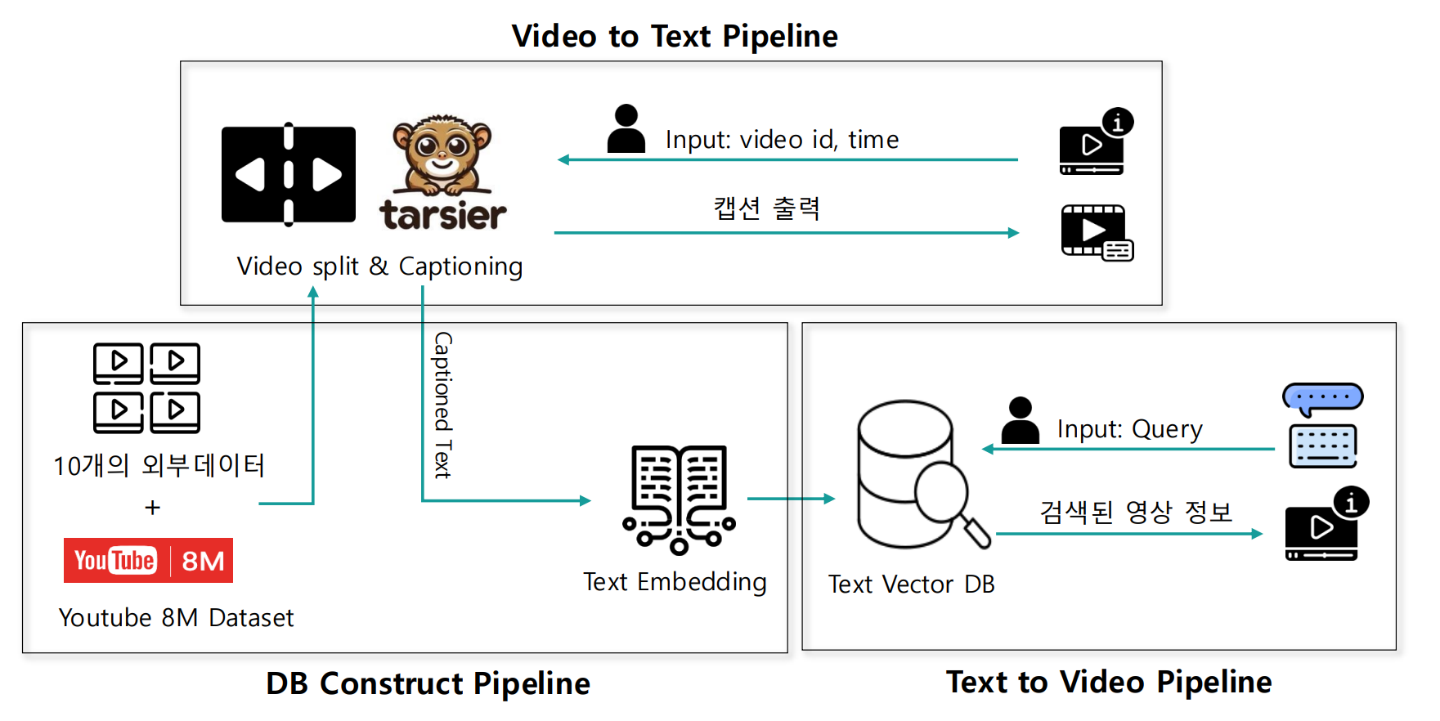 Video to Text Pipeline
Input: video id, time
캡션 출력
tarsier
Video split & Captioning
Captioned Text
10개의 외부데이터
+
YouTube 8M
Youtube 8M Dataset
Text Embedding
DB Construct Pipeline
Input: Query
검색된 영상 정보
Text Vector DB
Text to Video Pipeline